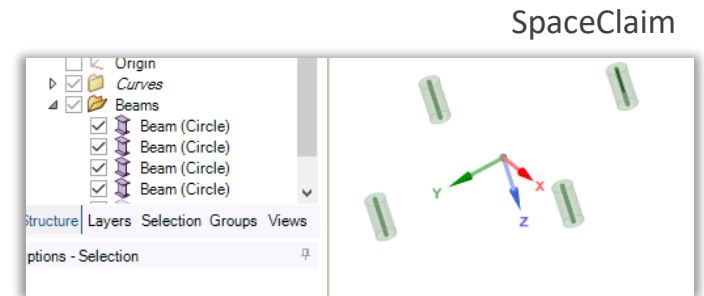 SpaceClaim
Origin
Curves
Beams
Beam (Circle)
Beam (Circle)
Beam (Circle)
Beam (Circle)
Structure Layers Selection Groups Views
ptions - Selection
Y
X
Z